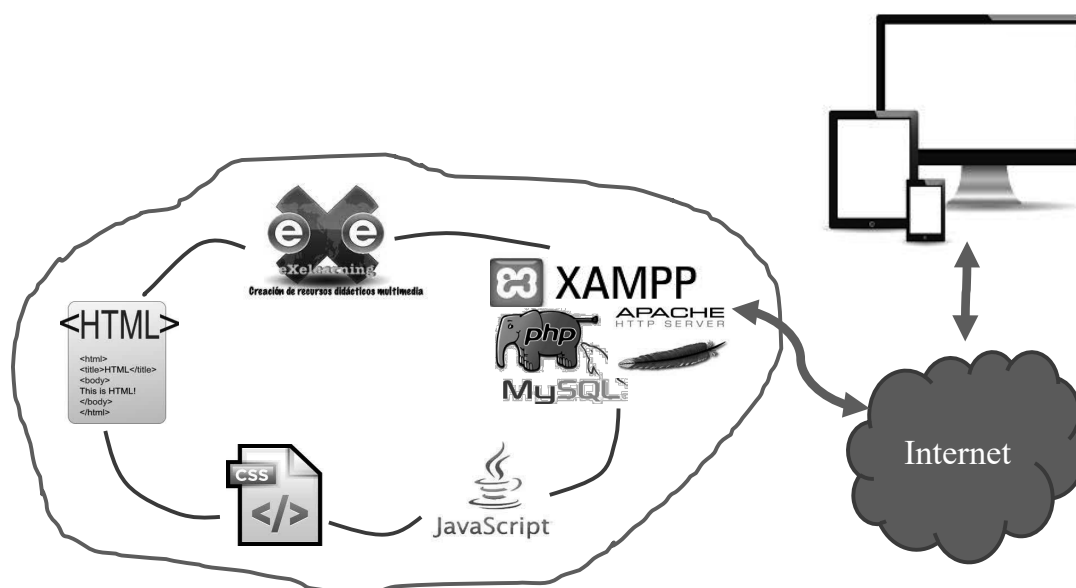 e e
eXelearning
Creación de recursos didácticos multimedia
XAMPP
APACHE
HTTP SERVER
php
MySQL
<HTML>
<html>
<title>HTML</title>
<body>
This is HTML!
</body>
</html>
CSS
</>
JavaScript
Internet